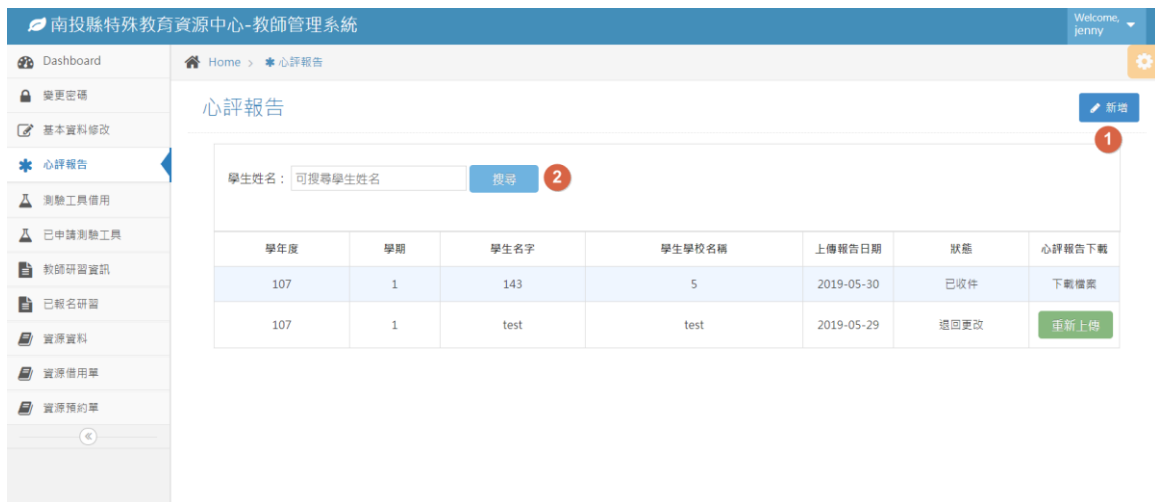 南投縣特殊教育資源中心-教師管理系統
Welcome,
jenny
Dashboard
變更密碼
基本資料修改
心評報告
測驗工具借用
已申請測驗工具
教師研習資訊
已報名研習
資源資料
資源借用單
資源預約單
Home > 心評報告
心評報告
新增
1
學生姓名： 可搜尋學生姓名 搜尋 2
學年度 學期 學生名字 學生學校名稱 上傳報告日期 狀態 心評報告下載
107 1 143 5 2019-05-30 已收件 下載檔案
107 1 test test 2019-05-29 退回更改 重新上傳